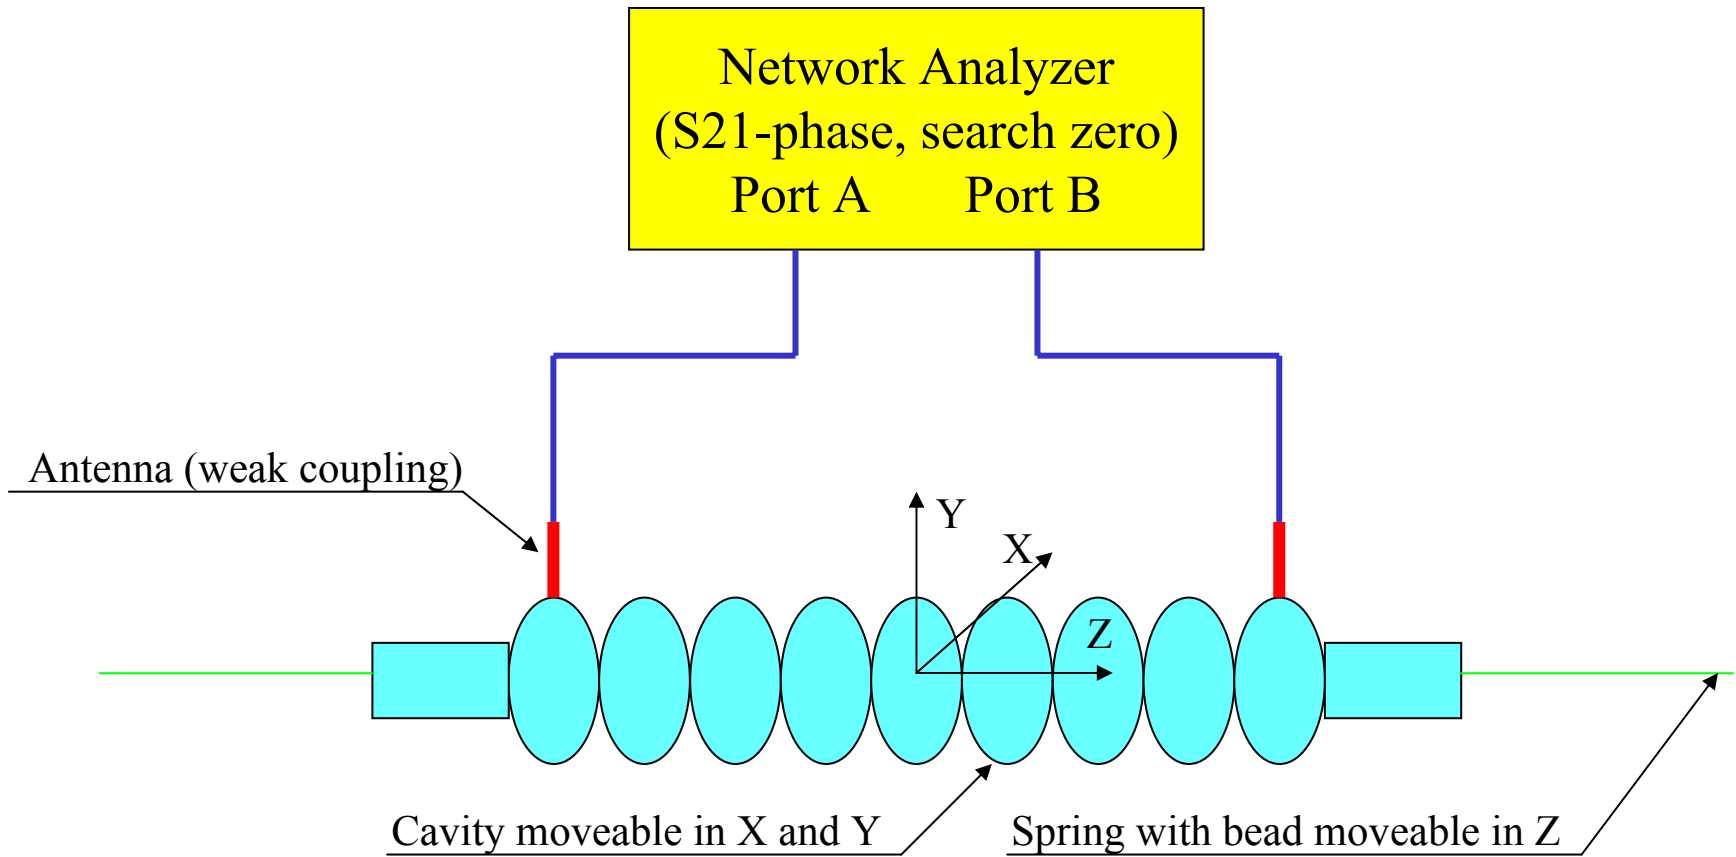 Network Analyzer
(S21-phase, search zero)
Port A Port B
Antenna (weak coupling)
Y
X
Z
Cavity moveable in X and Y
Spring with bead moveable in Z